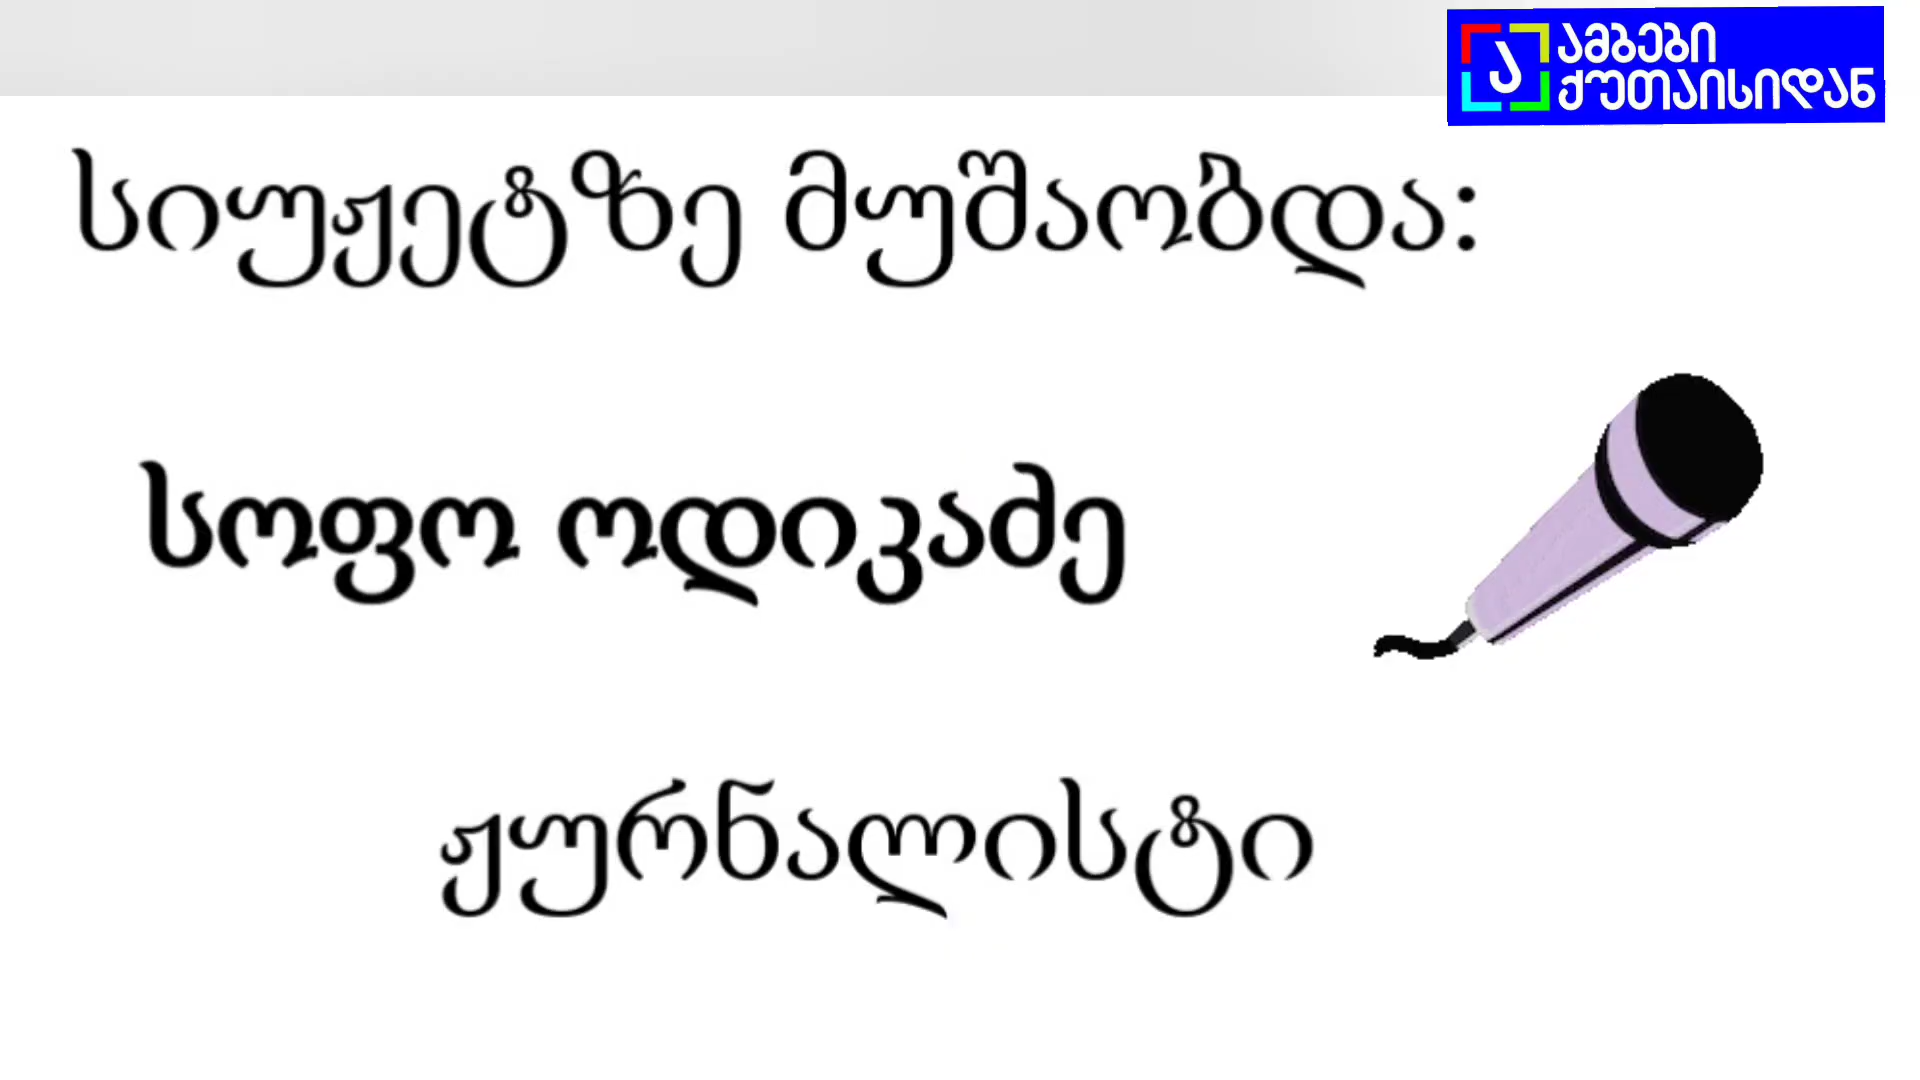 ამბები
ქუთაისიდან
სიუჟეტზე მუშაობდა:
სოფო ოდიკაძე
ჟურნალისტი